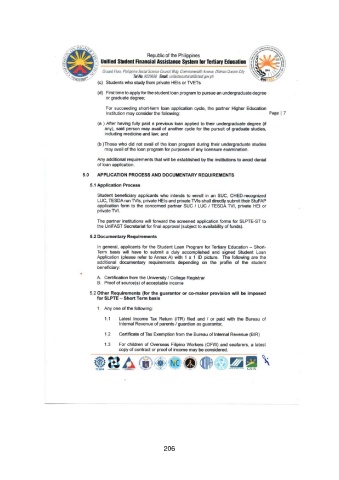 Republic of the Philippines
Unified Student Financial Assistance System for Tertiary Education
(c) Students who study from private HEIs or TVETs
(d) First time to apply for the student loan program to pursue an undergraduate degree
or graduate degree;
For succeeding short-term loan application cycle, the partner Higher Education
Institution may consider the following:
Page | 7
(a) After having fully paid a previous loan applied to their undergraduate degree (if
any), said person may avail of another cycle for the pursuit of graduate studies,
including medicine and law; and
(b) Those who did not avail of the loan program during their undergraduate studies
may avail of the loan program for purposes of any licensure examination
Any additional requirements that will be established by the institutions to avoid denial
of loan application.
5.0 APPLICATION PROCESS AND DOCUMENTARY REQUIREMENTS
5.1 Application Process
Student beneficiary applicants who intends to enroll in an SUC, CHED-recognized
LUC, TESDA run TVIs, private HEIs and private TVIs shall directly submit their StuFAP
application form to the concerned partner SUC / LUC / TESDA TVI, private HEI or
private TVI.
The partner institutions will forward the screened application forms for SLPTE-ST to
the UniFAST Secretariat for final approval (subject to availability of funds).
5.2 Documentary Requirements
In general, applicants for the Student Loan Program for Tertiary Education – Short-
Term basis will have to submit a duly accomplished and signed Student Loan
Application (please refer to Annex A) with 1 x 1 ID picture. The following are the
additional documentary requirements depending on the profile of the student
beneficiary:
A. Certification from the University / College Registrar
B. Proof of source(s) of acceptable income
5.2 Other Requirements (for the guarantor or co-maker provision will be imposed
for SLPTE – Short Term basis
1. Any one of the following:
1.1 Latest Income Tax Return (ITR) filed and / or paid with the Bureau of
Internal Revenue of parents / guardian as guarantor,
1.2 Certificate of Tax Exemption from the Bureau of Internal Revenue (BIR)
1.3 For children of Overseas Filipino Workers (OFW) and seafarers, a latest
copy of contract or proof of income may be considered.
206